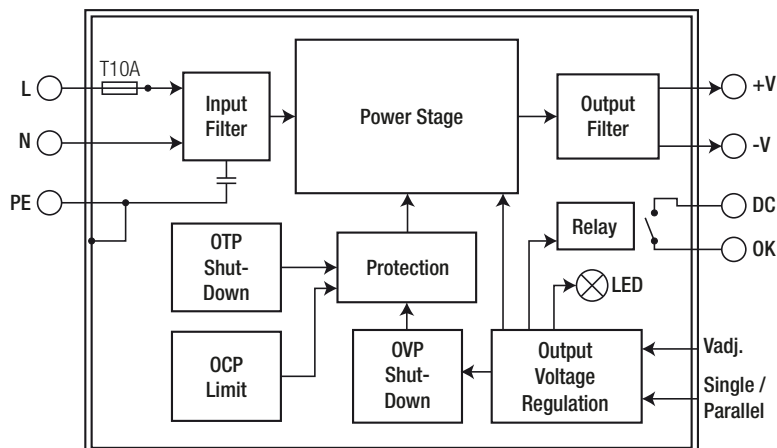 T10A
L
N
PE
Input
Filter
Power Stage
Output
Filter
+V
-V
DC
OK
Relay
LED
OTP
Shut-
Down
Protection
OCP
Limit
OVP
Shut-
Down
Output
Voltage
Regulation
Vadj.
Single /
Parallel